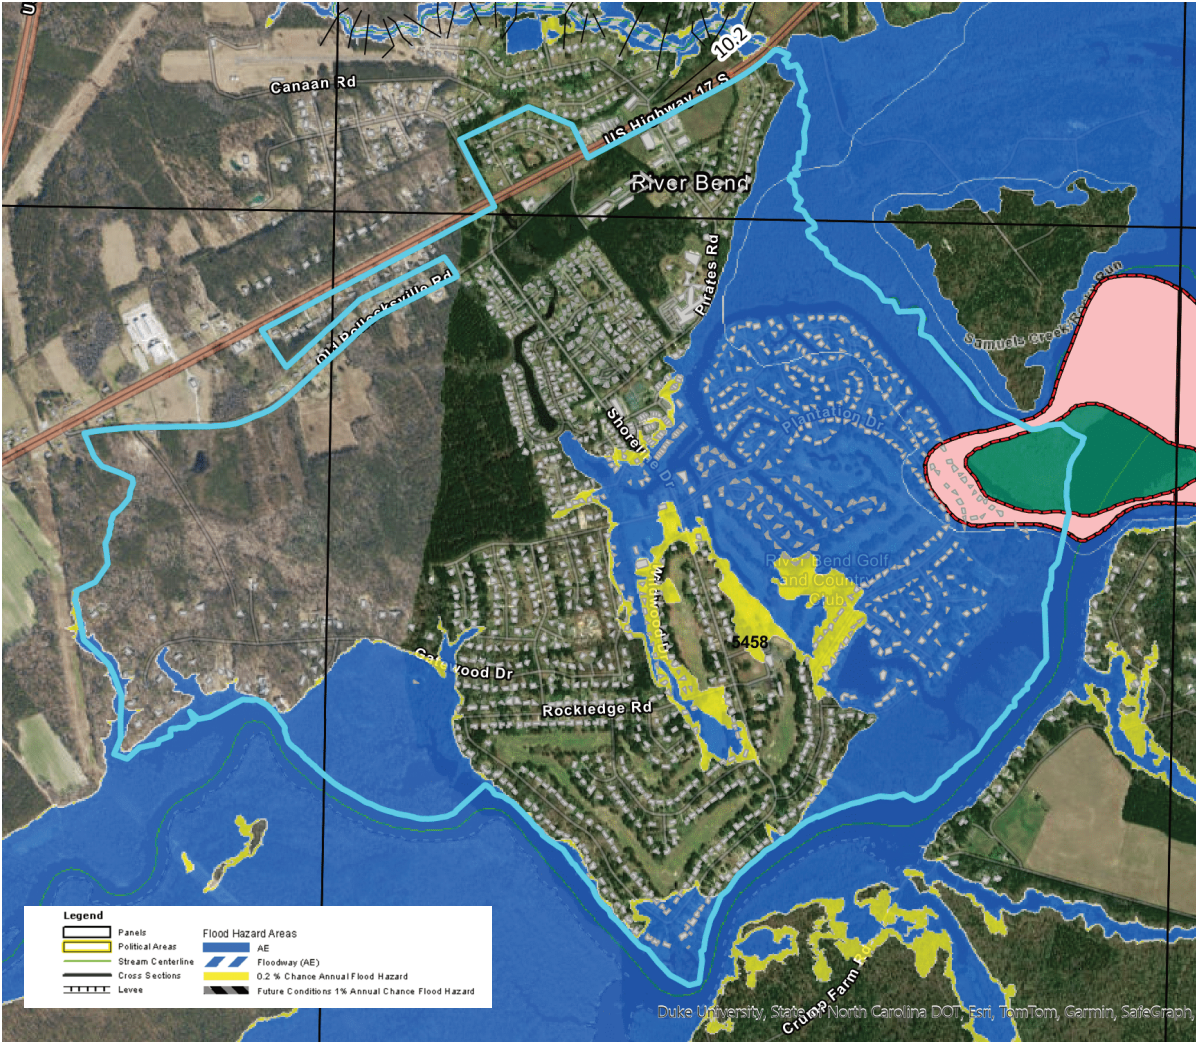 U
10.2
Canaan Rd
US Highway 17 S
River Bend
Pirates Rd
Old Pollocksville Rd
Samuels Creek/Rocky Run
Plantation Dr
River Bend Golf
and Country
Club
5458
Gatewood Dr
Rockledge Rd
Legend
Panels
Political Areas
Stream Centerline
Cross Sections
Levee
Flood Hazard Areas
AE
Floodway (AE)
0.2 % Chance Annual Flood Hazard
Future Conditions 1% Annual Chance Flood Hazard
Duke University, State of North Carolina DOT, Esri, TomTom, Garmin, SafeGraph,